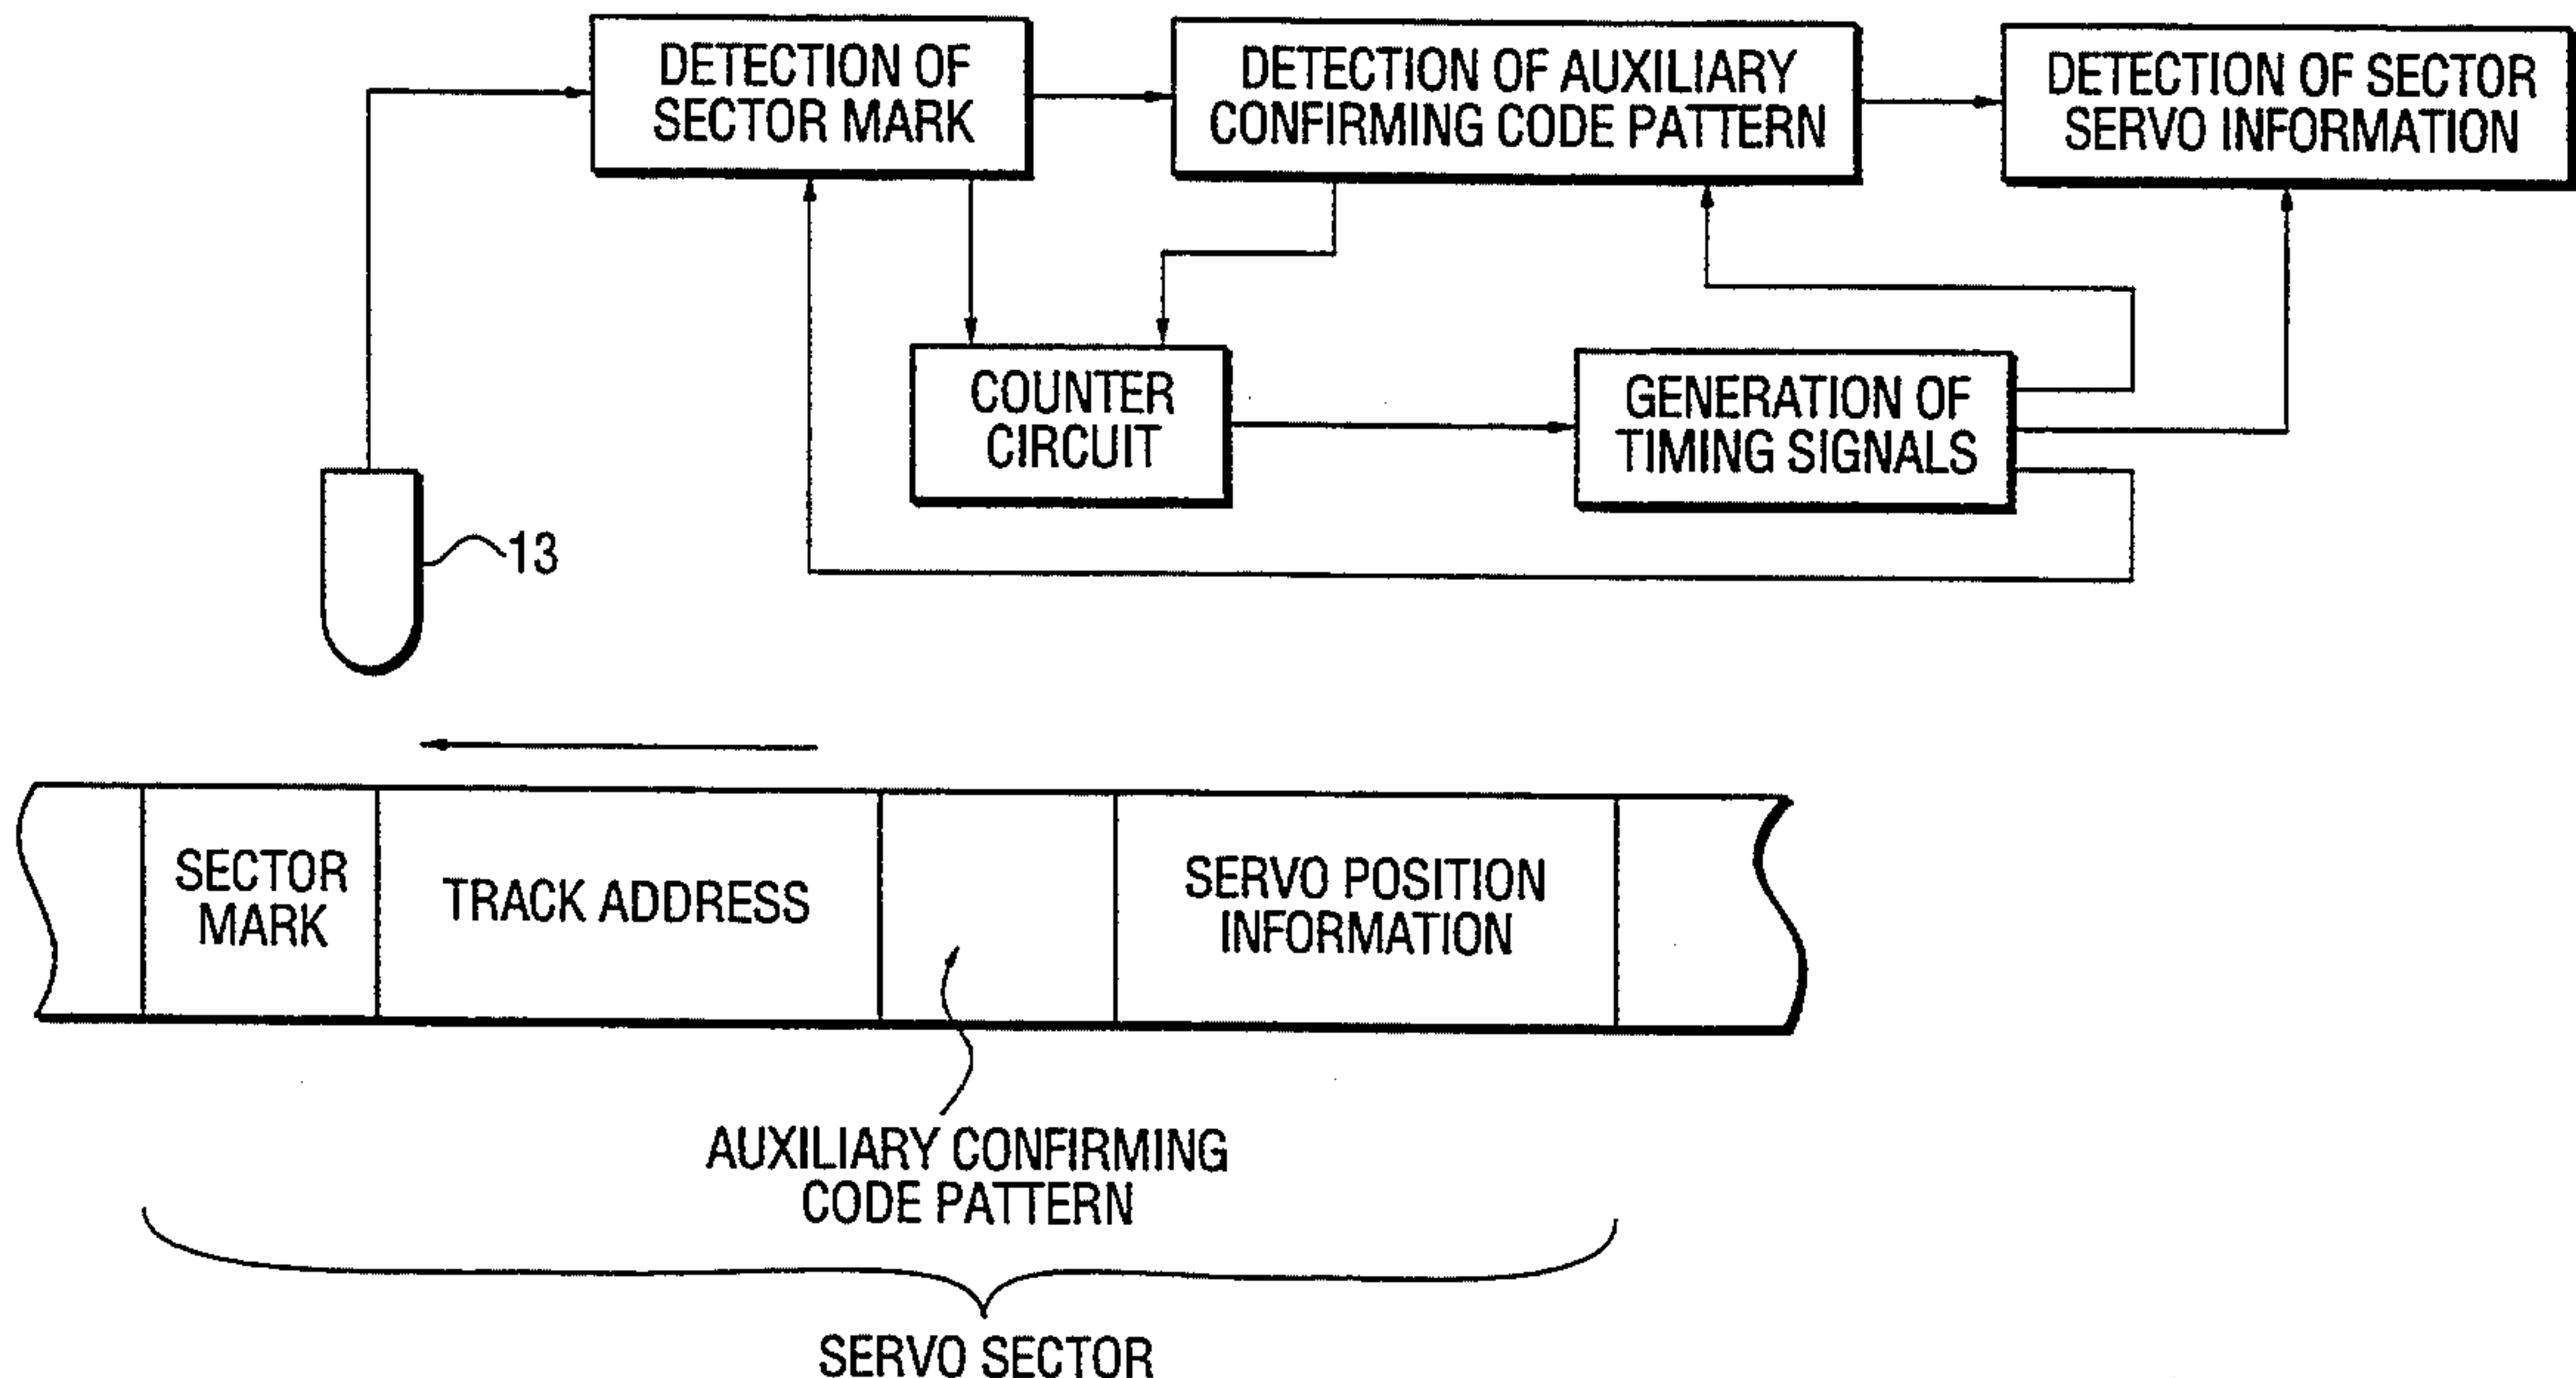 DETECTION OF
SECTOR MARK
DETECTION OF AUXILIARY
CONFIRMING CODE PATTERN
DETECTION OF SECTOR
SERVO INFORMATION
COUNTER
CIRCUIT
GENERATION OF
TIMING SIGNALS
13
SECTOR
MARK
TRACK ADDRESS
SERVO POSITION
INFORMATION
AUXILIARY CONFIRMING
CODE PATTERN
SERVO SECTOR